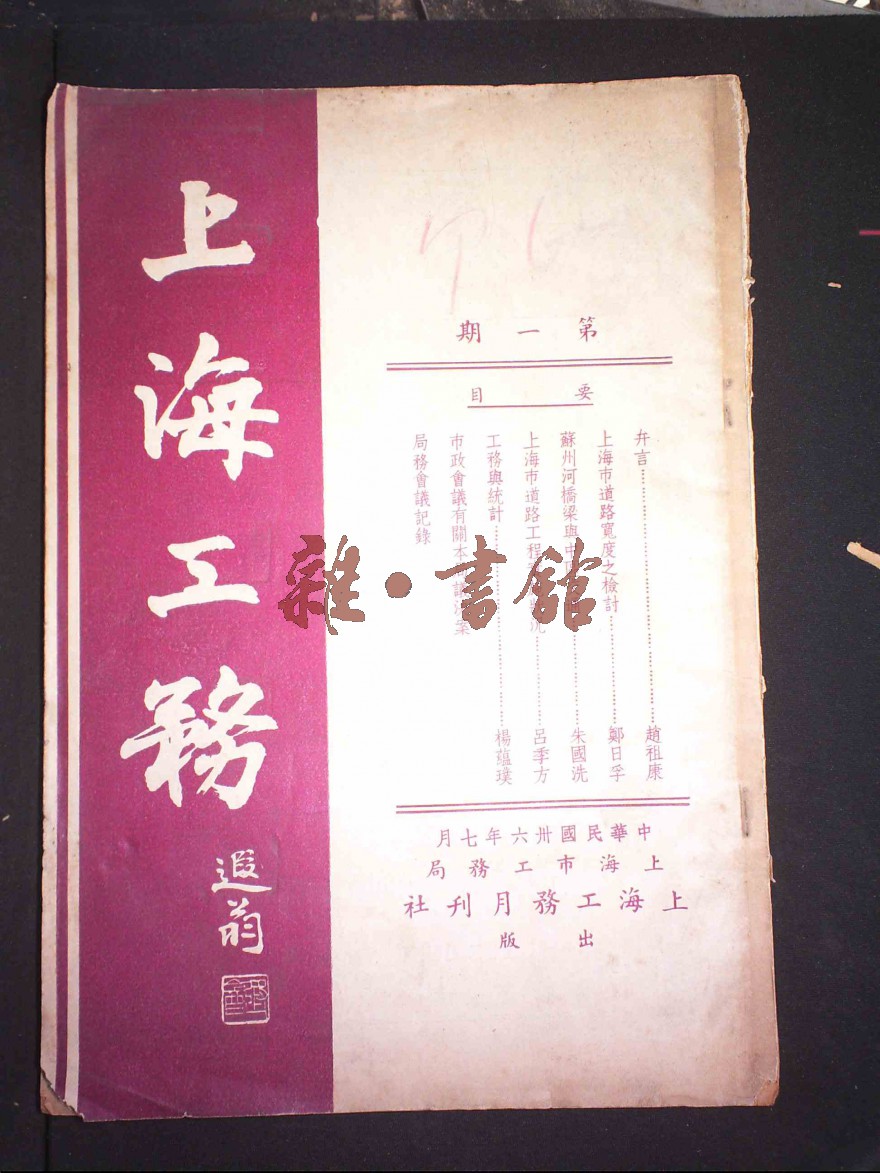 上海工務
遐翁
第一期
要目
弁言……趙祖康
上海市道路寬度之檢討……鄭日孚
蘇州河橋梁與中……朱國洗
上海市道路工程……况……呂季方
工務與統計……楊蘊璞
市政會議有關本……議決案
局務會議記錄
中華民國卅六年七月
上海市工務局
上海工務月刊社
出版
雜·書館